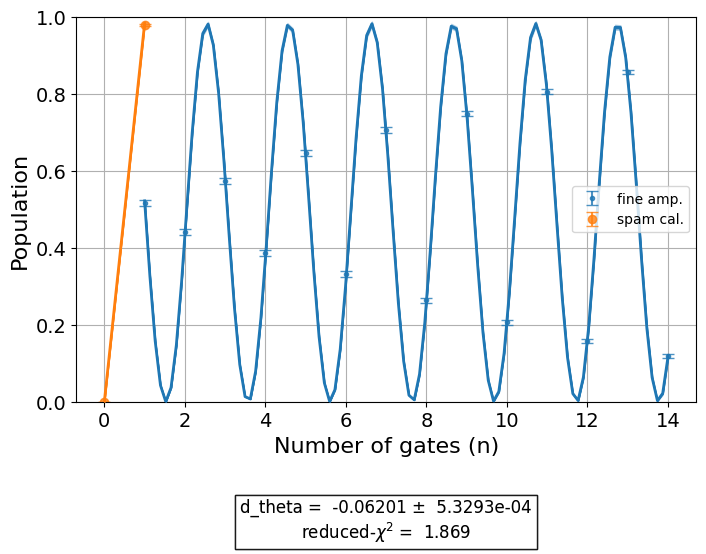 1.0
0.8
0.6
0.4
0.2
0.0
Population
fine amp.
spam cal.
0 2 4 6 8 10 12 14
Number of gates (n)
d_theta = -0.06201 ± 5.3293e-04
reduced-χ² = 1.869